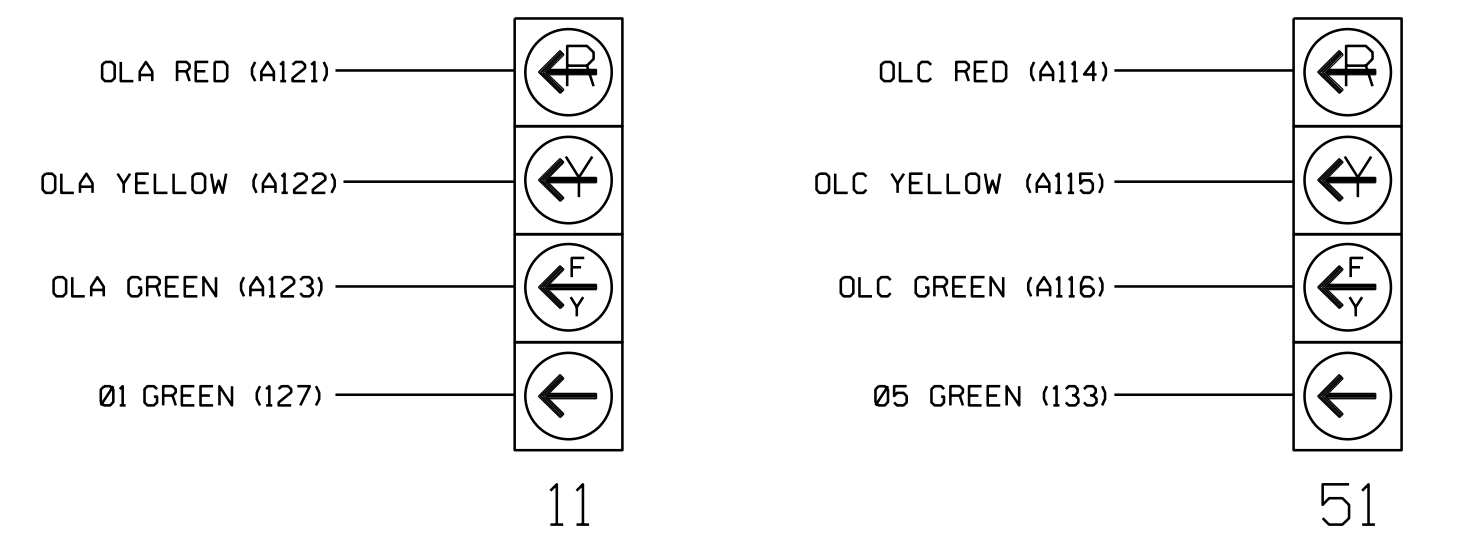 OLA RED (A121)
R
OLA YELLOW (A122)
Y
OLA GREEN (A123)
F
Y
Ø1 GREEN (127)
11
OLC RED (A114)
R
OLC YELLOW (A115)
Y
OLC GREEN (A116)
F
Y
Ø5 GREEN (133)
51